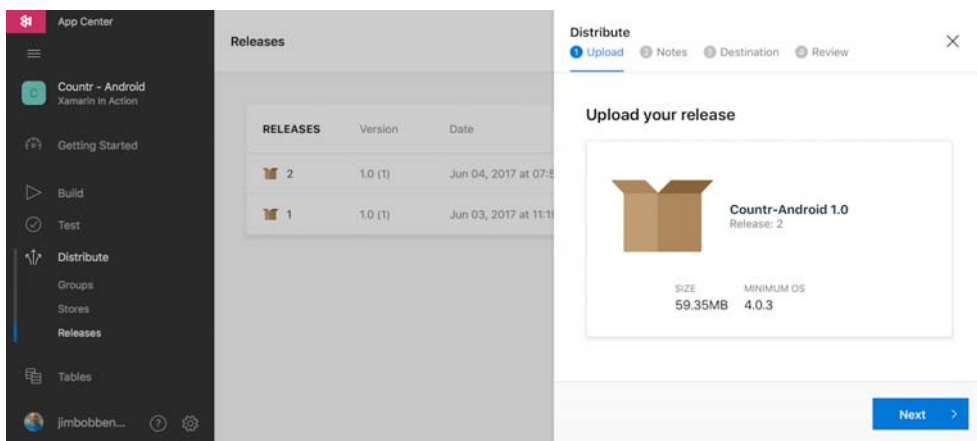 App Center
C
Countr - Android
Xamarin In Action
Getting Started
Build
Test
Distribute
Groups
Stores
Releases
Tables
jimbobben...
?
Releases
RELEASES Version Date
2 1.0 (1) Jun 04, 2017 at 07:5
1 1.0 (1) Jun 03, 2017 at 11:19
Distribute
1 Upload 2 Notes 3 Destination 4 Review
Upload your release
Countr-Android 1.0
Release: 2
SIZE MINIMUM OS
59.35MB 4.0.3
Next